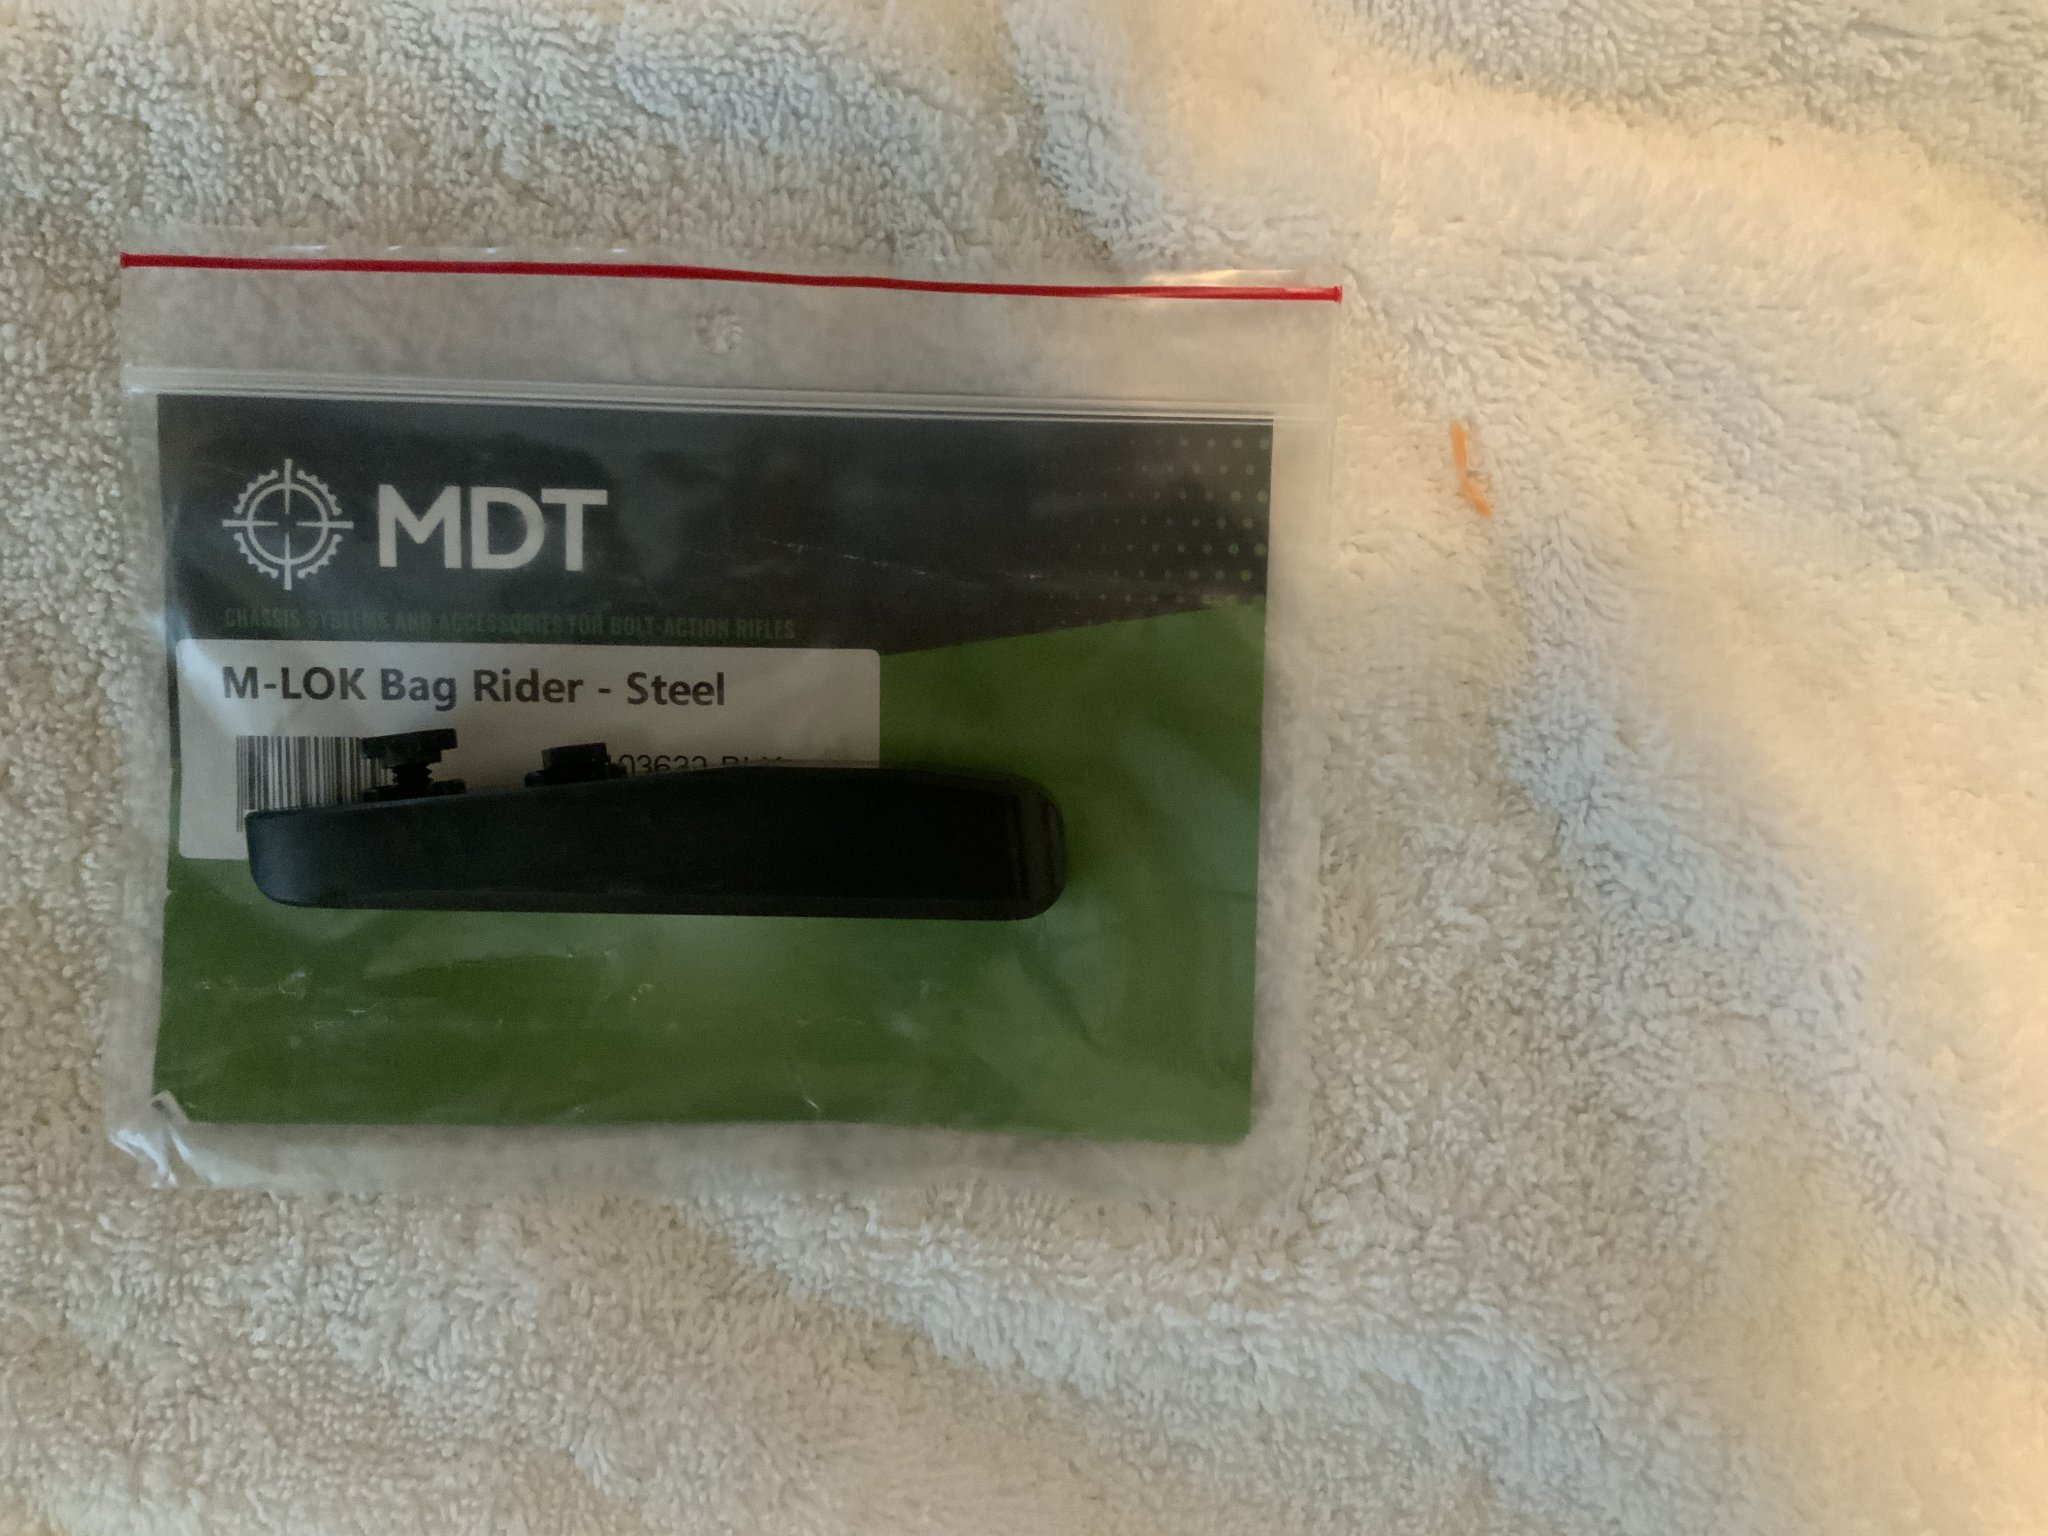 MDT
CHASSIS SYSTEMS AND ACCESSORIES FOR BOLT ACTION RIFLES
M-LOK Bag Rider - Steel